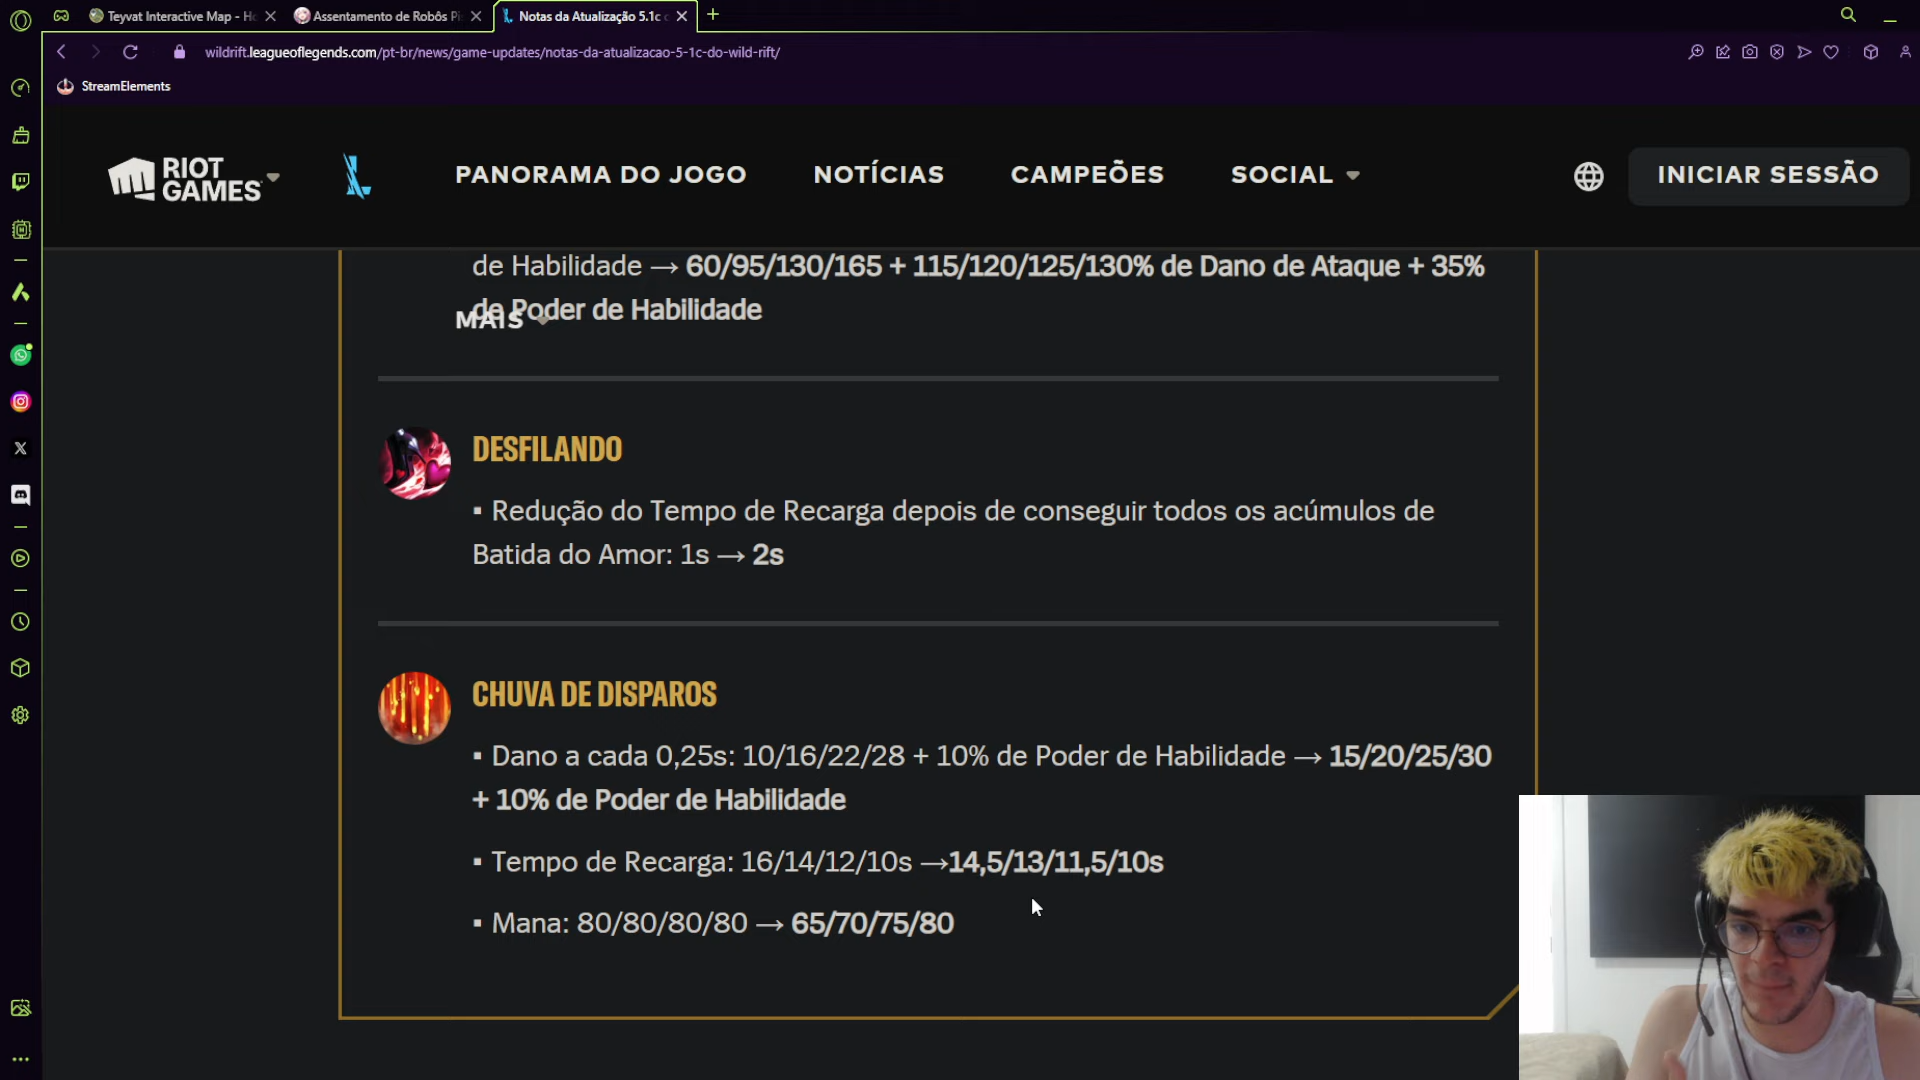 Teyvat Interactive Map - Ho
Assentamento de Robôs Pi
Notas da Atualização 5.1c
wildrift.leagueoflegends.com/pt-br/news/game-updates/notas-da-atualizacao-5-1c-do-wild-rift/
StreamElements
RIOT GAMES
PANORAMA DO JOGO
NOTÍCIAS
CAMPEÕES
SOCIAL
INICIAR SESSÃO
de Habilidade → 60/95/130/165 + 115/120/125/130% de Dano de Ataque + 35%
de Poder de Habilidade
MAIS
DESFILANDO
▪ Redução do Tempo de Recarga depois de conseguir todos os acúmulos de
Batida do Amor: 1s → 2s
CHUVA DE DISPAROS
▪ Dano a cada 0,25s: 10/16/22/28 + 10% de Poder de Habilidade → 15/20/25/30
+ 10% de Poder de Habilidade
▪ Tempo de Recarga: 16/14/12/10s →14,5/13/11,5/10s
▪ Mana: 80/80/80/80 → 65/70/75/80